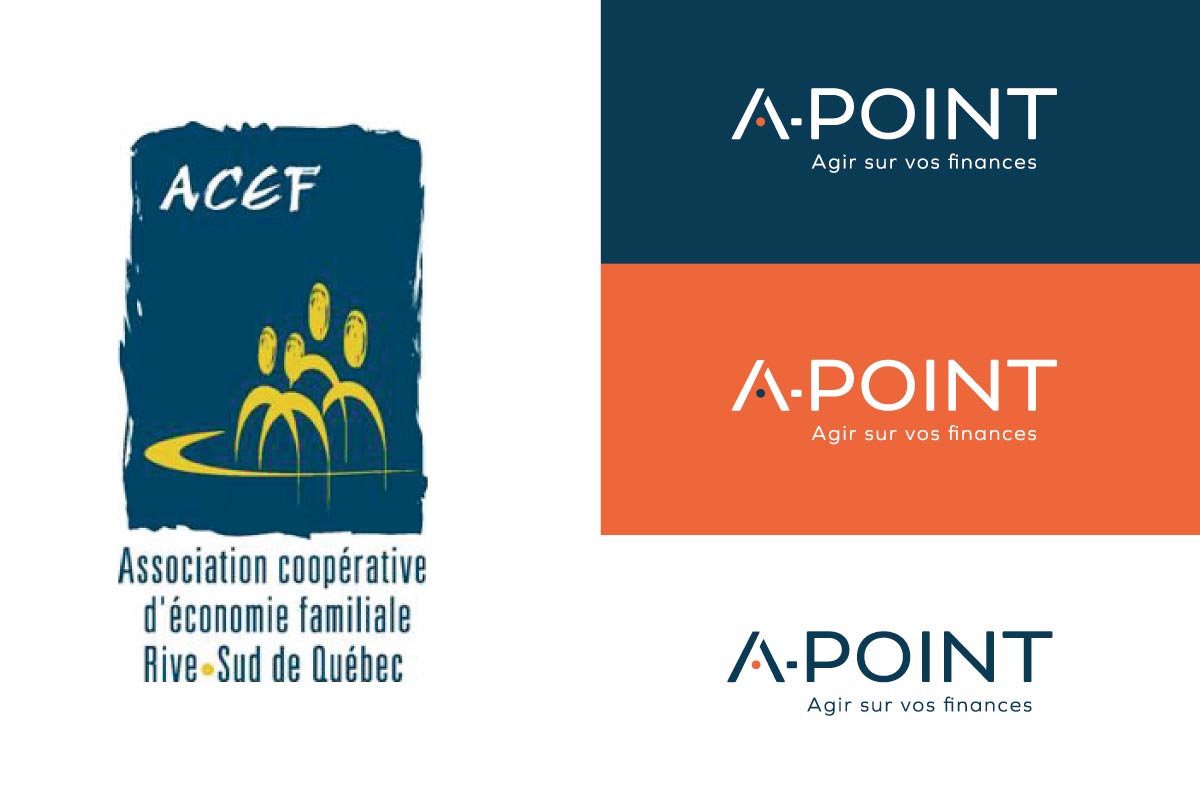 ACEF
Association coopérative
d'économie familiale
Rive•Sud de Québec
A-POINT
Agir sur vos finances
A-POINT
Agir sur vos finances
A-POINT
Agir sur vos finances